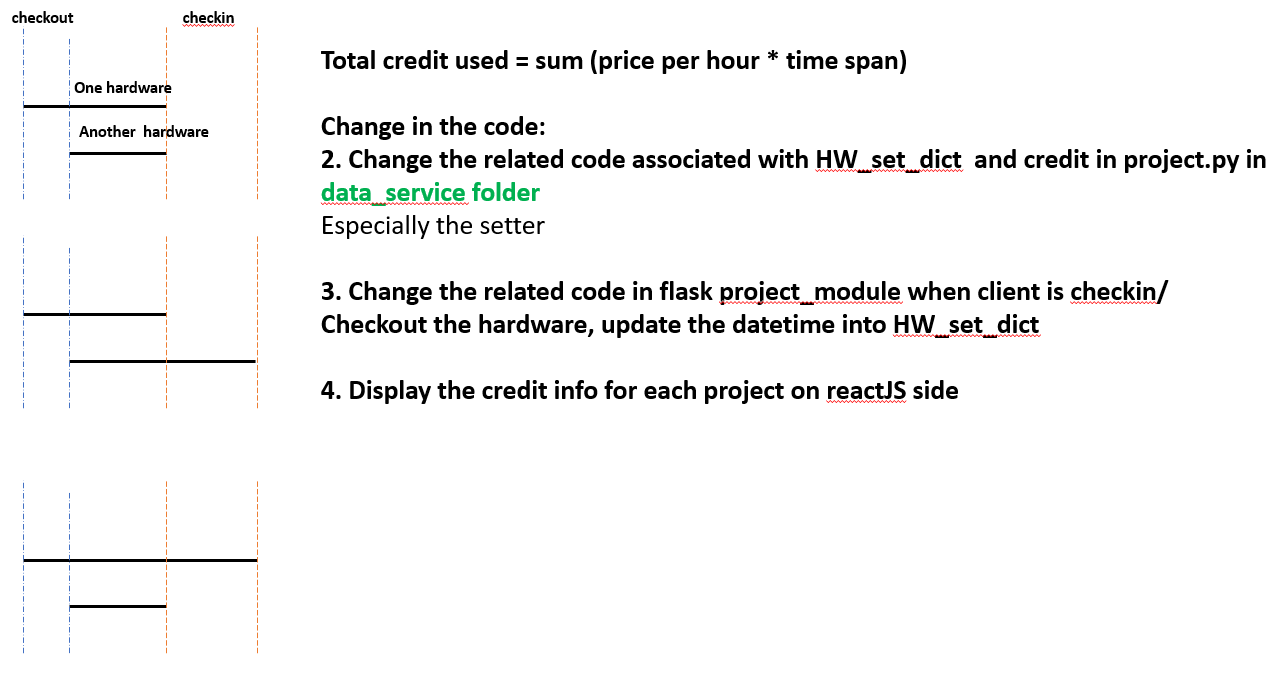 checkout
checkin
One hardware
Another hardware
Total credit used = sum (price per hour * time span)
Change in the code:
2. Change the related code associated with HW_set_dict and credit in project.py in
data_service folder
Especially the setter
3. Change the related code in flask project_module when client is checkin/
Checkout the hardware, update the datetime into HW_set_dict
4. Display the credit info for each project on reactJS side